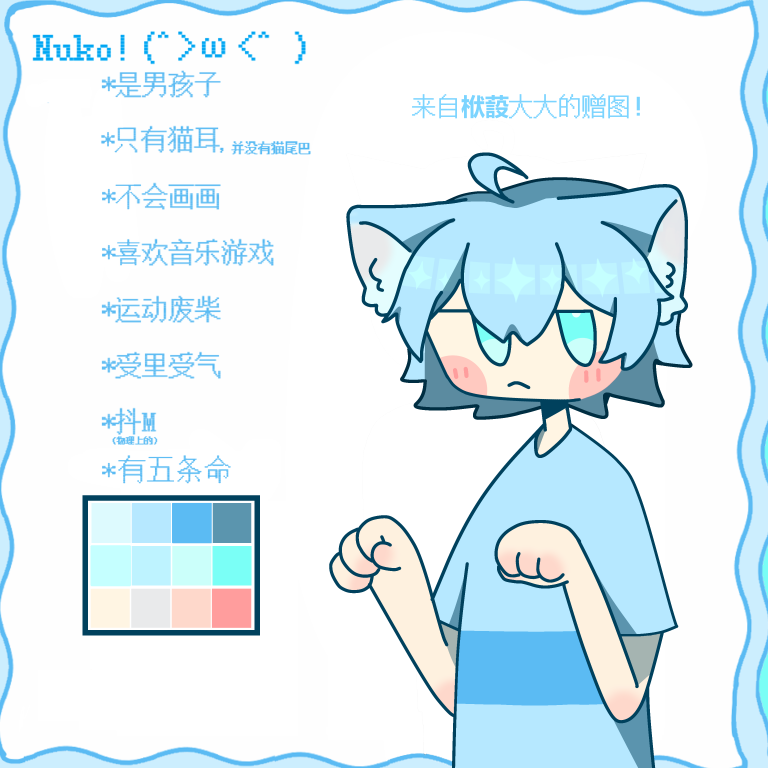 Nuko! (^>ω<^ )
*是男孩子
来自栿蔎大大的赠图!
*只有猫耳,并没有猫尾巴
*不会画画
*喜欢音乐游戏
*运动废柴
*受里受气
*抖M
(物理上的)
*有五条命